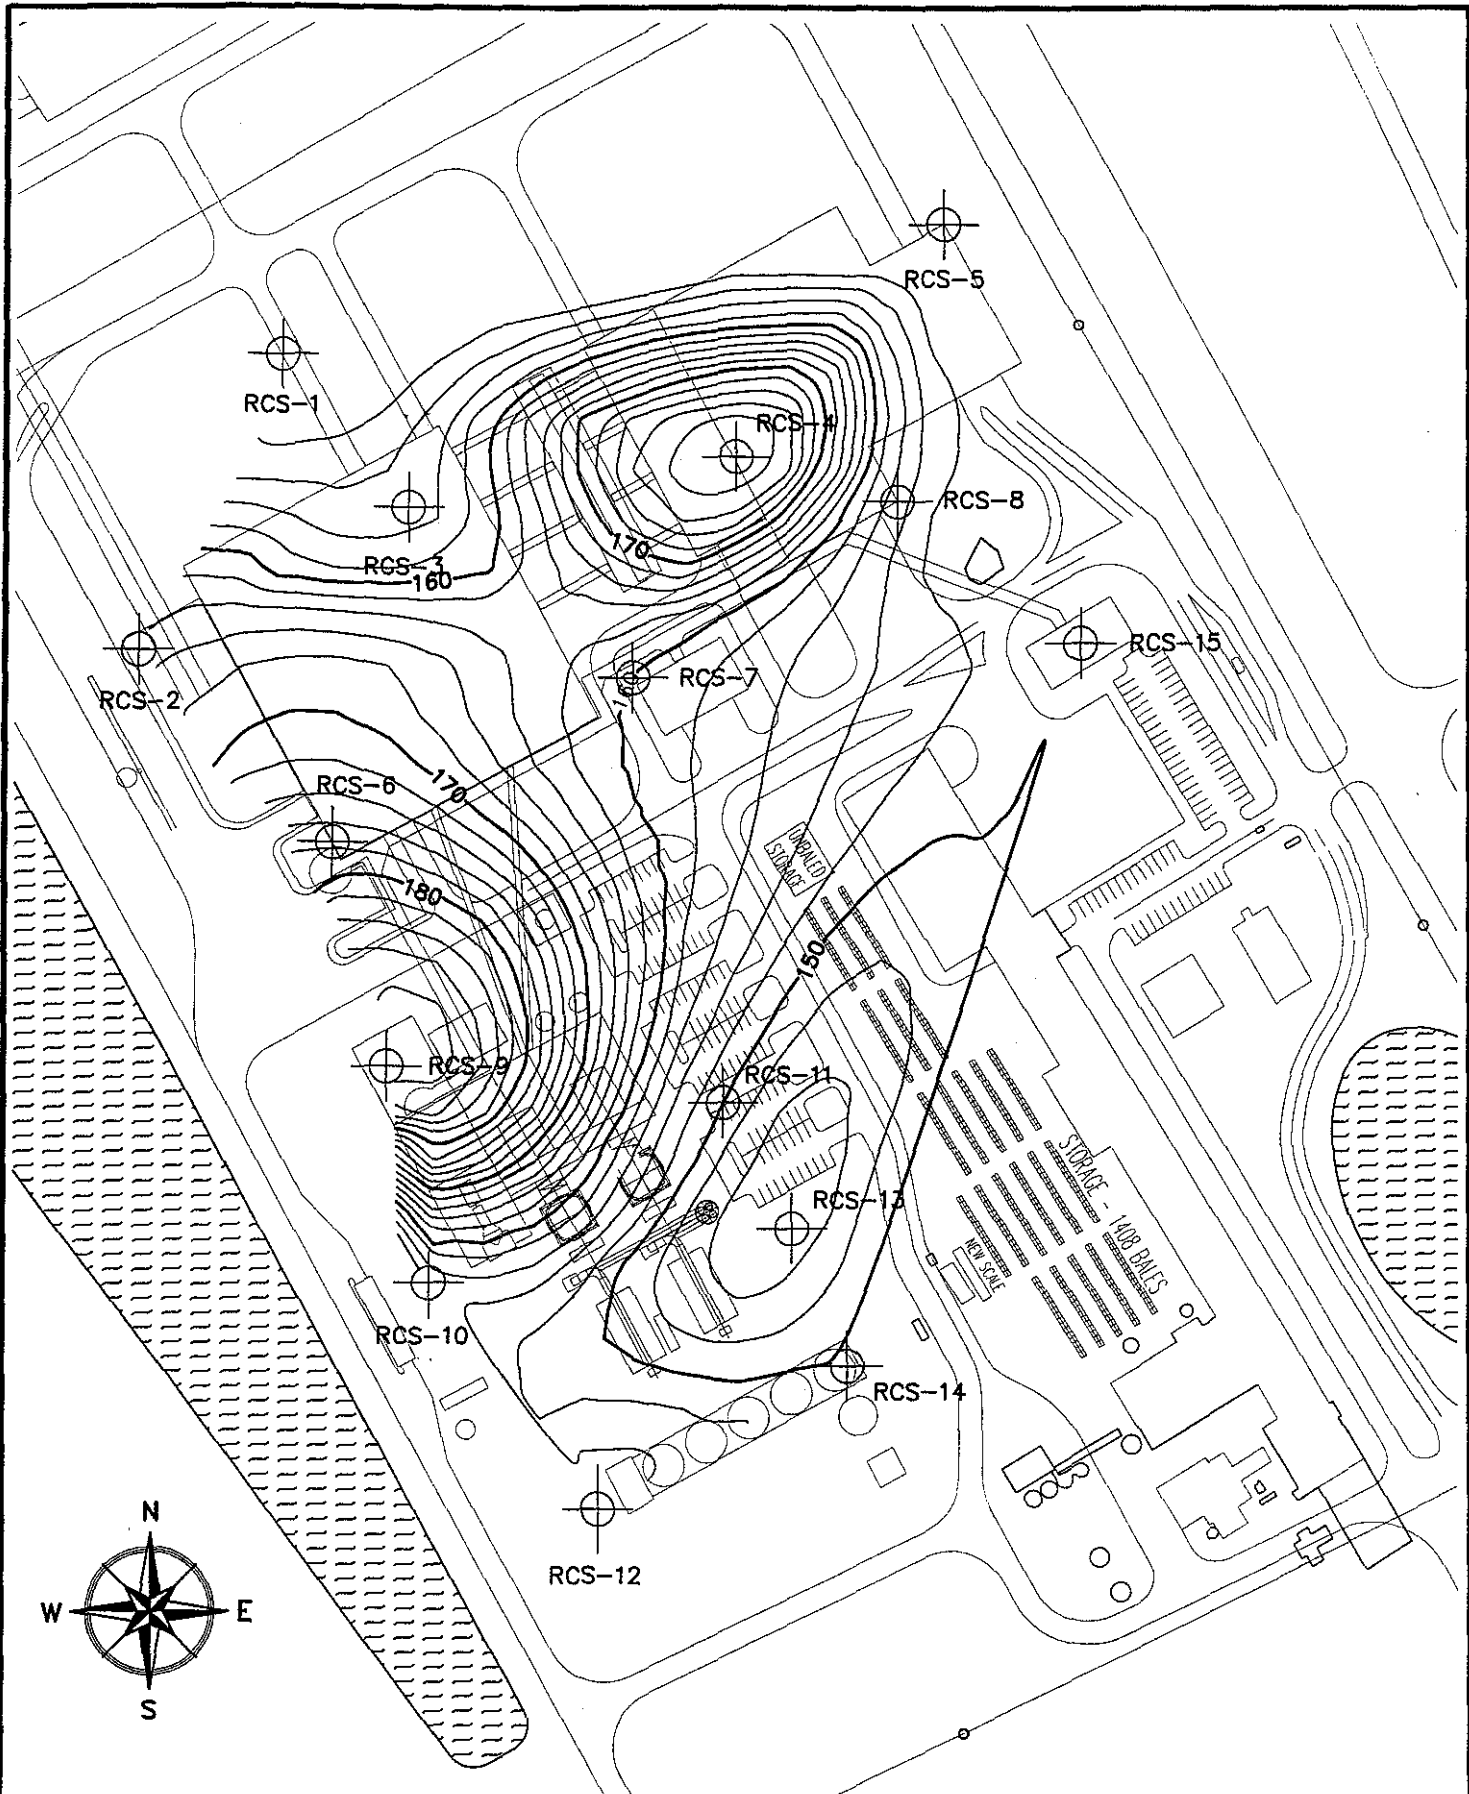 RCS-5
RCS-1
RCS-4
RCS-8
170
RCS-3
160
RCS-15
RCS-7
RCS-2
170
RCS-6
UNBALED
STORAGE
180
150
RCS-9
RCS-11
STORAGE - 1408 BALES
RCS-13
NEW SCALE
RCS-10
RCS-14
RCS-12
N
W
E
S